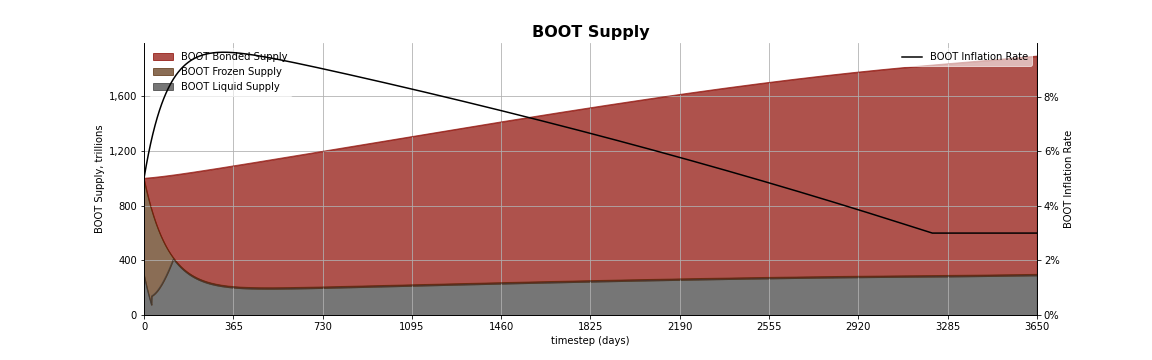 BOOT Supply
BOOT Bonded Supply
BOOT Frozen Supply
BOOT Liquid Supply
BOOT Inflation Rate
BOOT Supply, trillions
1,600
1,200
800
400
0
8%
6%
4%
2%
0%
BOOT Inflation Rate
0 365 730 1095 1460 1825 2190 2555 2920 3285 3650
timestep (days)